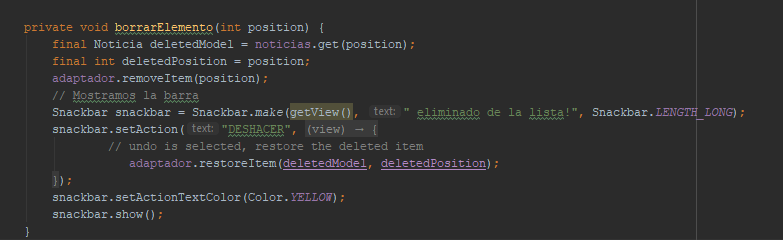 private void borrarElemento(int position) {
final Noticia deletedModel = noticias.get(position);
final int deletedPosition = position;
adaptador.removeItem(position);
// Mostramos la barra
Snackbar snackbar = Snackbar.make(getView(), text: " eliminado de la lista!", Snackbar.LENGTH_LONG);
snackbar.setAction( text: "DESHACER", (view) → {
// undo is selected, restore the deleted item
adaptador.restoreItem(deletedModel, deletedPosition);
});
snackbar.setActionTextColor(Color.YELLOW);
snackbar.show();
}